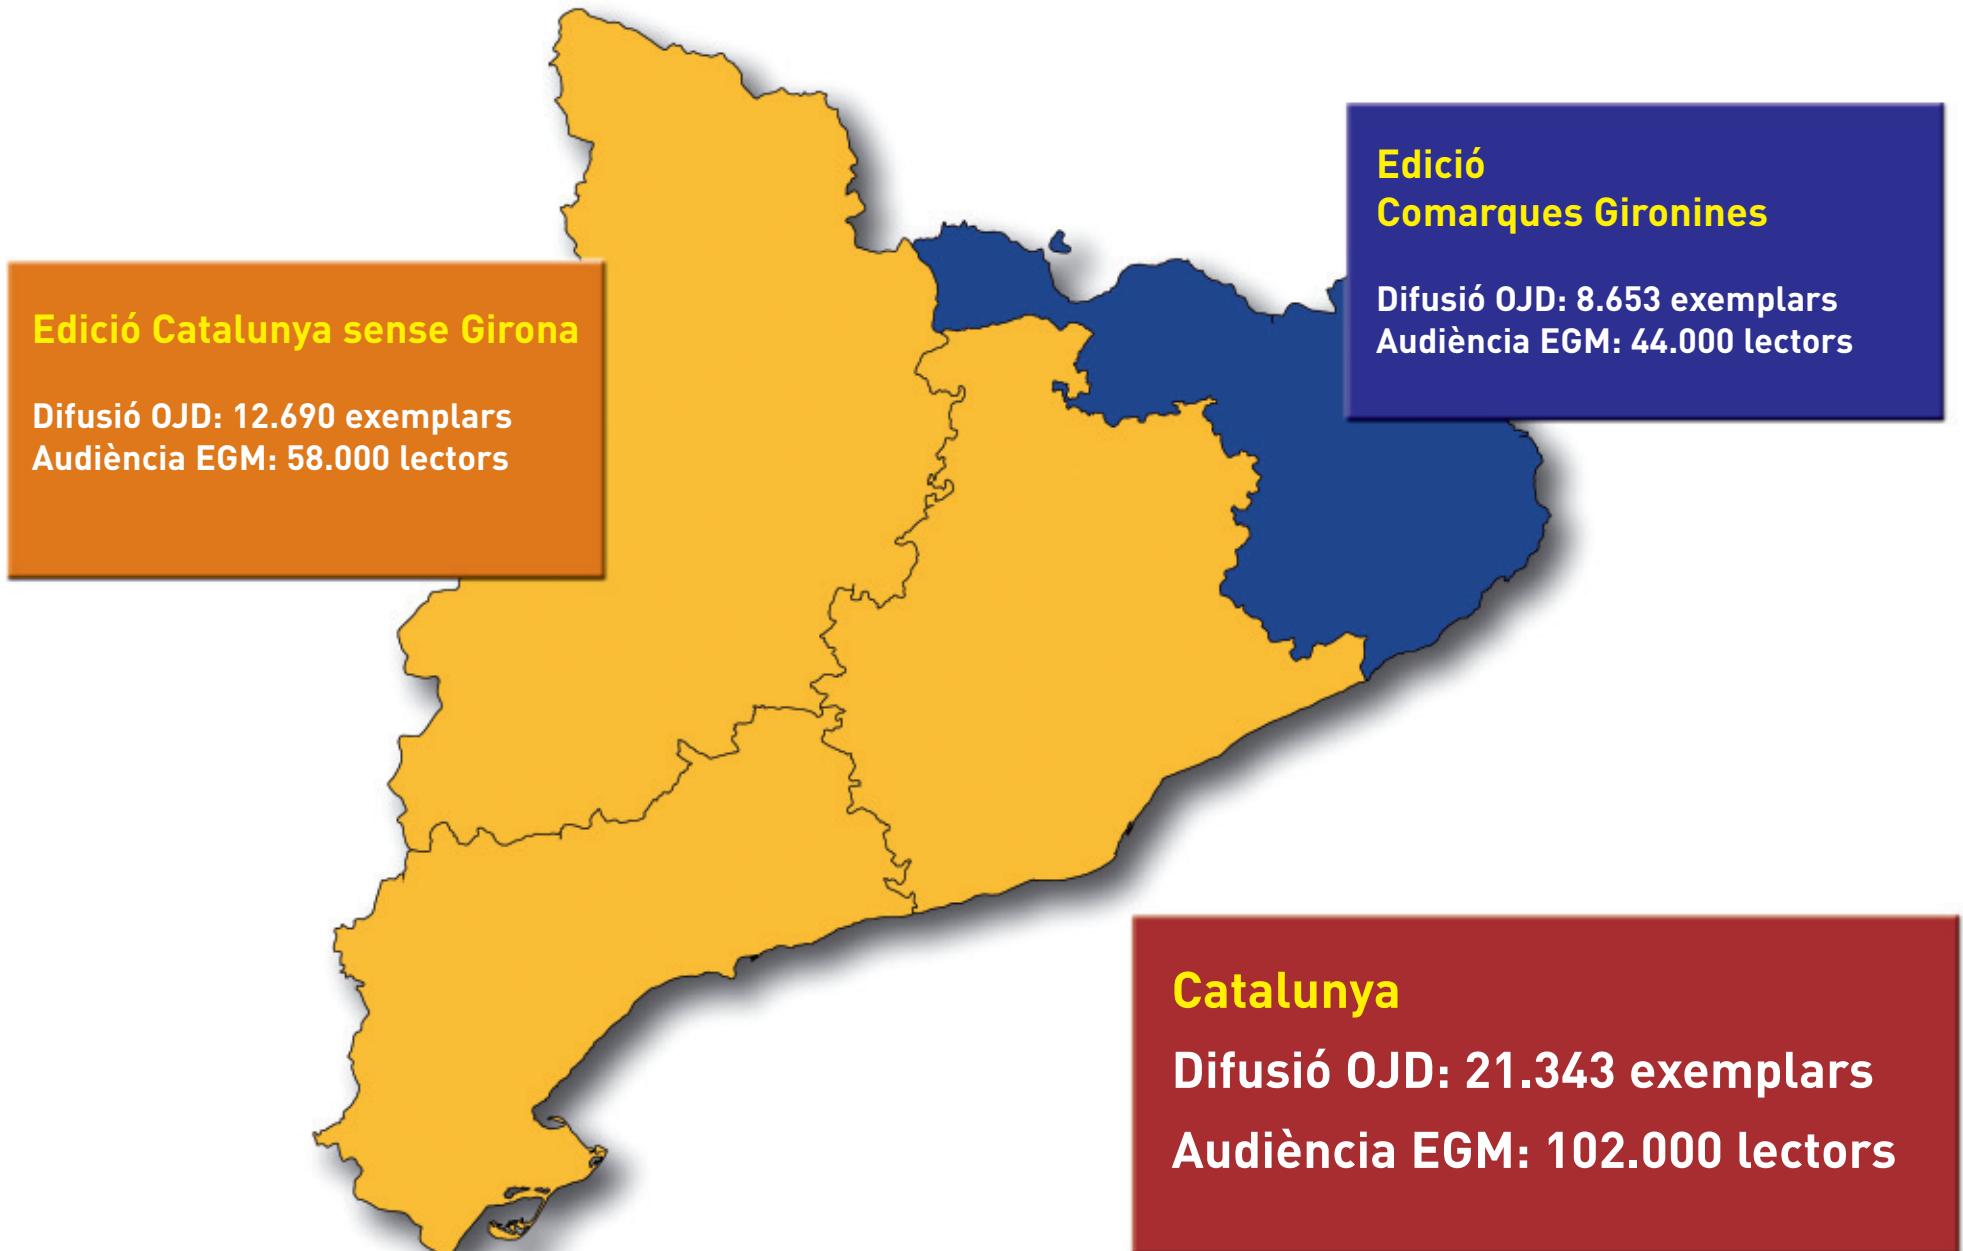 Edició
Comarques Gironines
Difusió OJD: 8.653 exemplars
Audiència EGM: 44.000 lectors
Edició Catalunya sense Girona
Difusió OJD: 12.690 exemplars
Audiència EGM: 58.000 lectors
Catalunya
Difusió OJD: 21.343 exemplars
Audiència EGM: 102.000 lectors